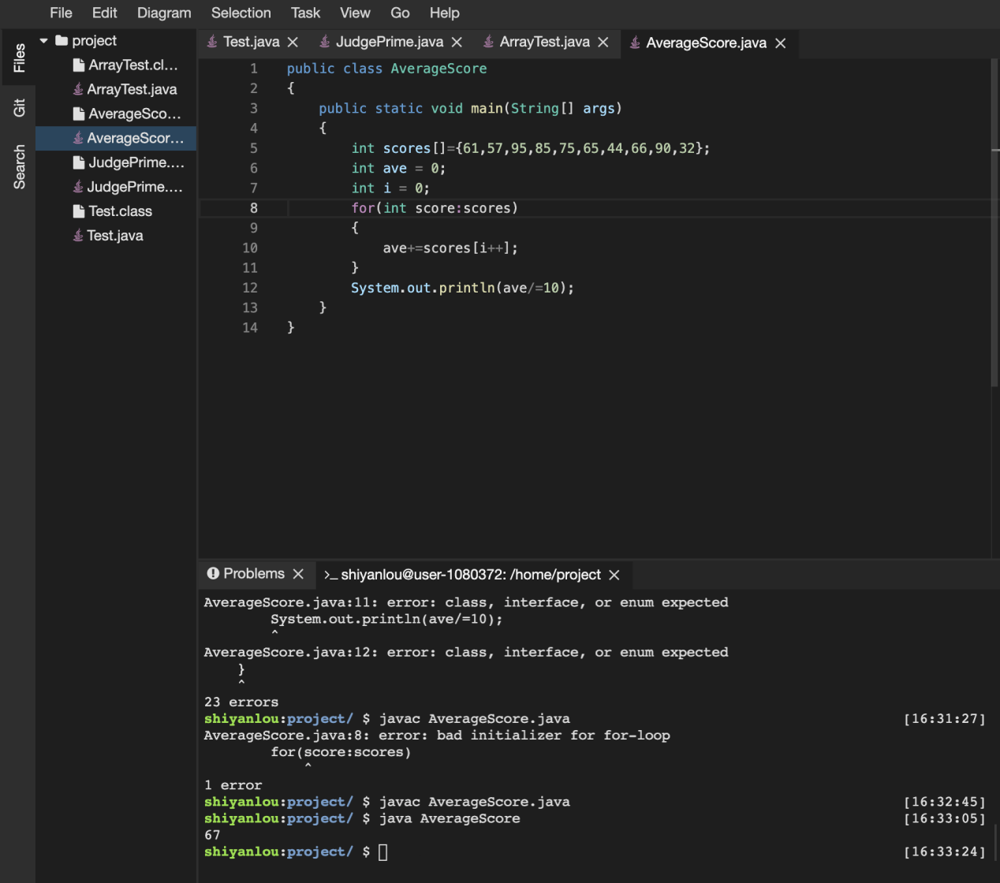 File Edit Diagram Selection Task View Go Help
Files
Git
Search
project
ArrayTest.cl...
ArrayTest.java
AverageSco...
AverageScor...
JudgePrime....
JudgePrime....
Test.class
Test.java
Test.java JudgePrime.java ArrayTest.java AverageScore.java
1 public class AverageScore
2 {
3 public static void main(String[] args)
4 {
5 int scores[]={61,57,95,85,75,65,44,66,90,32};
6 int ave = 0;
7 int i = 0;
8 for(int score:scores)
9 {
10 ave+=scores[i++];
11 }
12 System.out.println(ave/=10);
13 }
14 }
Problems >_ shiyanlou@user-1080372: /home/project
AverageScore.java:11: error: class, interface, or enum expected
System.out.println(ave/=10);
^
AverageScore.java:12: error: class, interface, or enum expected
}
^
23 errors
shiyanlou:project/ $ javac AverageScore.java [16:31:27]
AverageScore.java:8: error: bad initializer for for-loop
for(score:scores)
^
1 error
shiyanlou:project/ $ javac AverageScore.java [16:32:45]
shiyanlou:project/ $ java AverageScore [16:33:05]
67
shiyanlou:project/ $ [16:33:24]